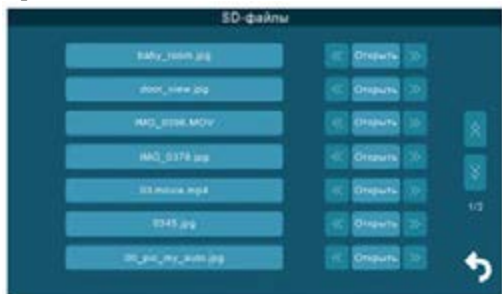 SD-файлы
baby_room.jpg « Открыть »
door_view.jpg « Открыть »
IMG_0396.MOV « Открыть »
IMG_0378.jpg « Открыть »
03.movie.mp4 « Открыть »
0345.jpg « Открыть »
00_pic_my_auto.jpg « Открыть »
1/2